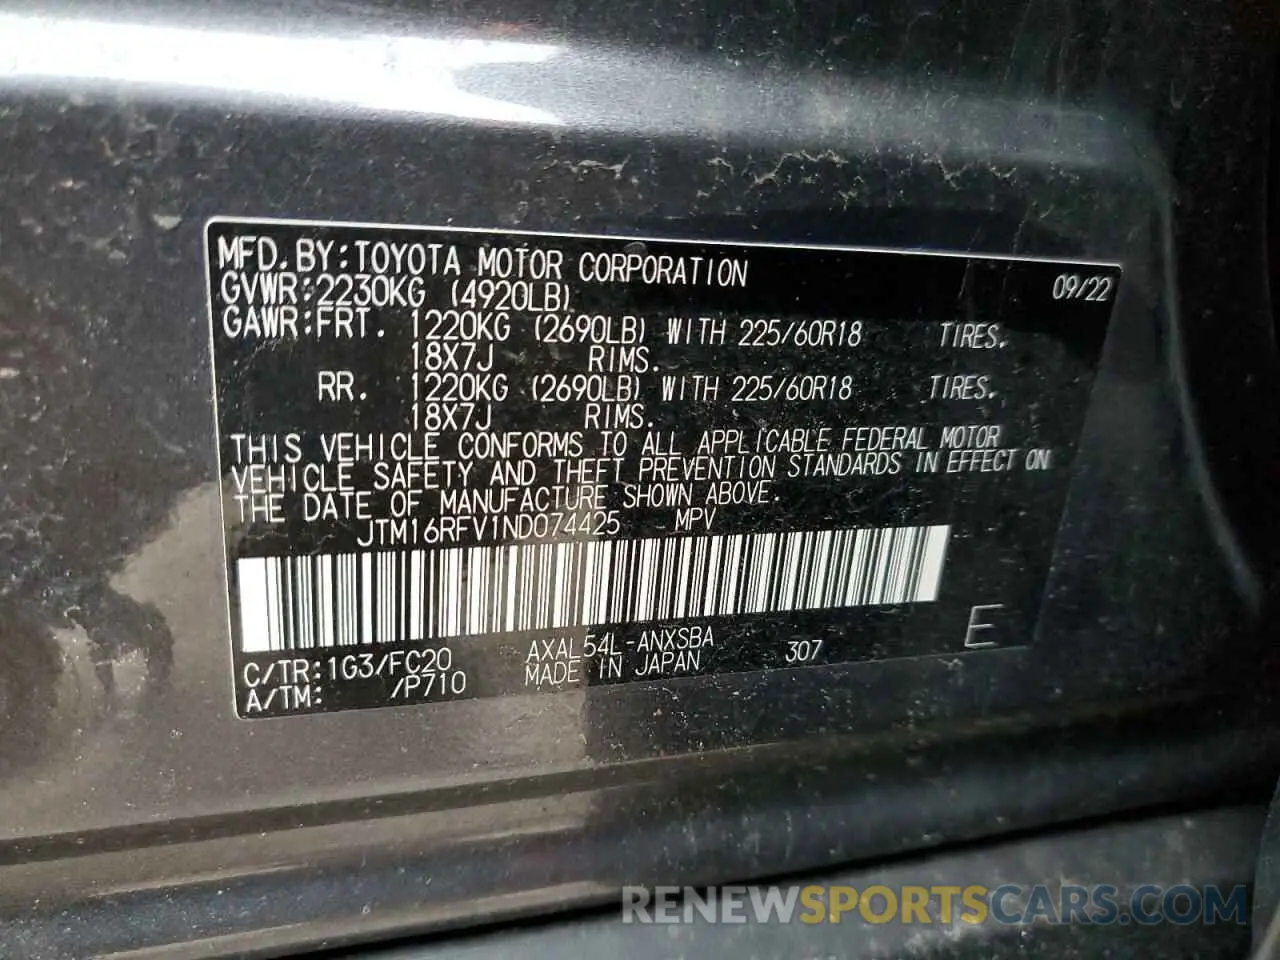 MFD.BY:TOYOTA MOTOR CORPORATION 09/22
GVWR:2230KG (4920LB)
GAWR:FRT. 1220KG (2690LB) WITH 225/60R18 TIRES.
18X7J RIMS.
RR. 1220KG (2690LB) WITH 225/60R18 TIRES.
18X7J RIMS.
THIS VEHICLE CONFORMS TO ALL APPLICABLE FEDERAL MOTOR
VEHICLE SAFETY AND THEFT PREVENTION STANDARDS IN EFFECT ON
THE DATE OF MANUFACTURE SHOWN ABOVE.
JTM16RFV1ND074425 MPV
E
C/TR:1G3/FC20 AXAL54L-ANXSBA 307
A/TM: /P710 MADE IN JAPAN
RENEWSPORTSCARS.COM